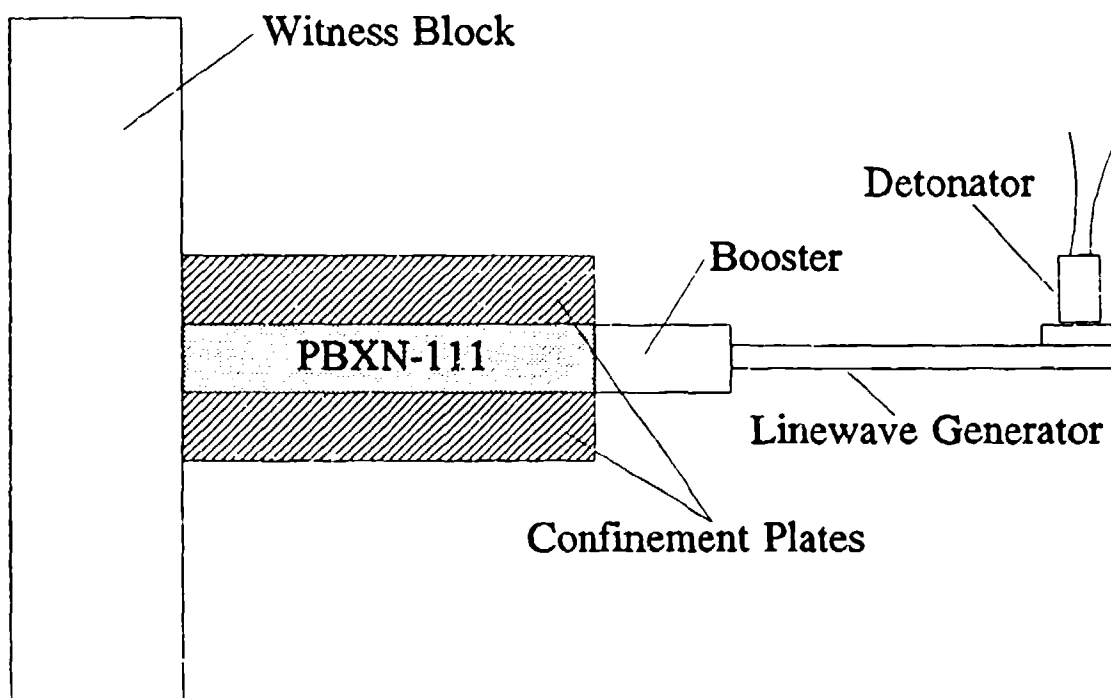 Witness Block
Detonator
Booster
PBXN-111
Linewave Generator
Confinement Plates